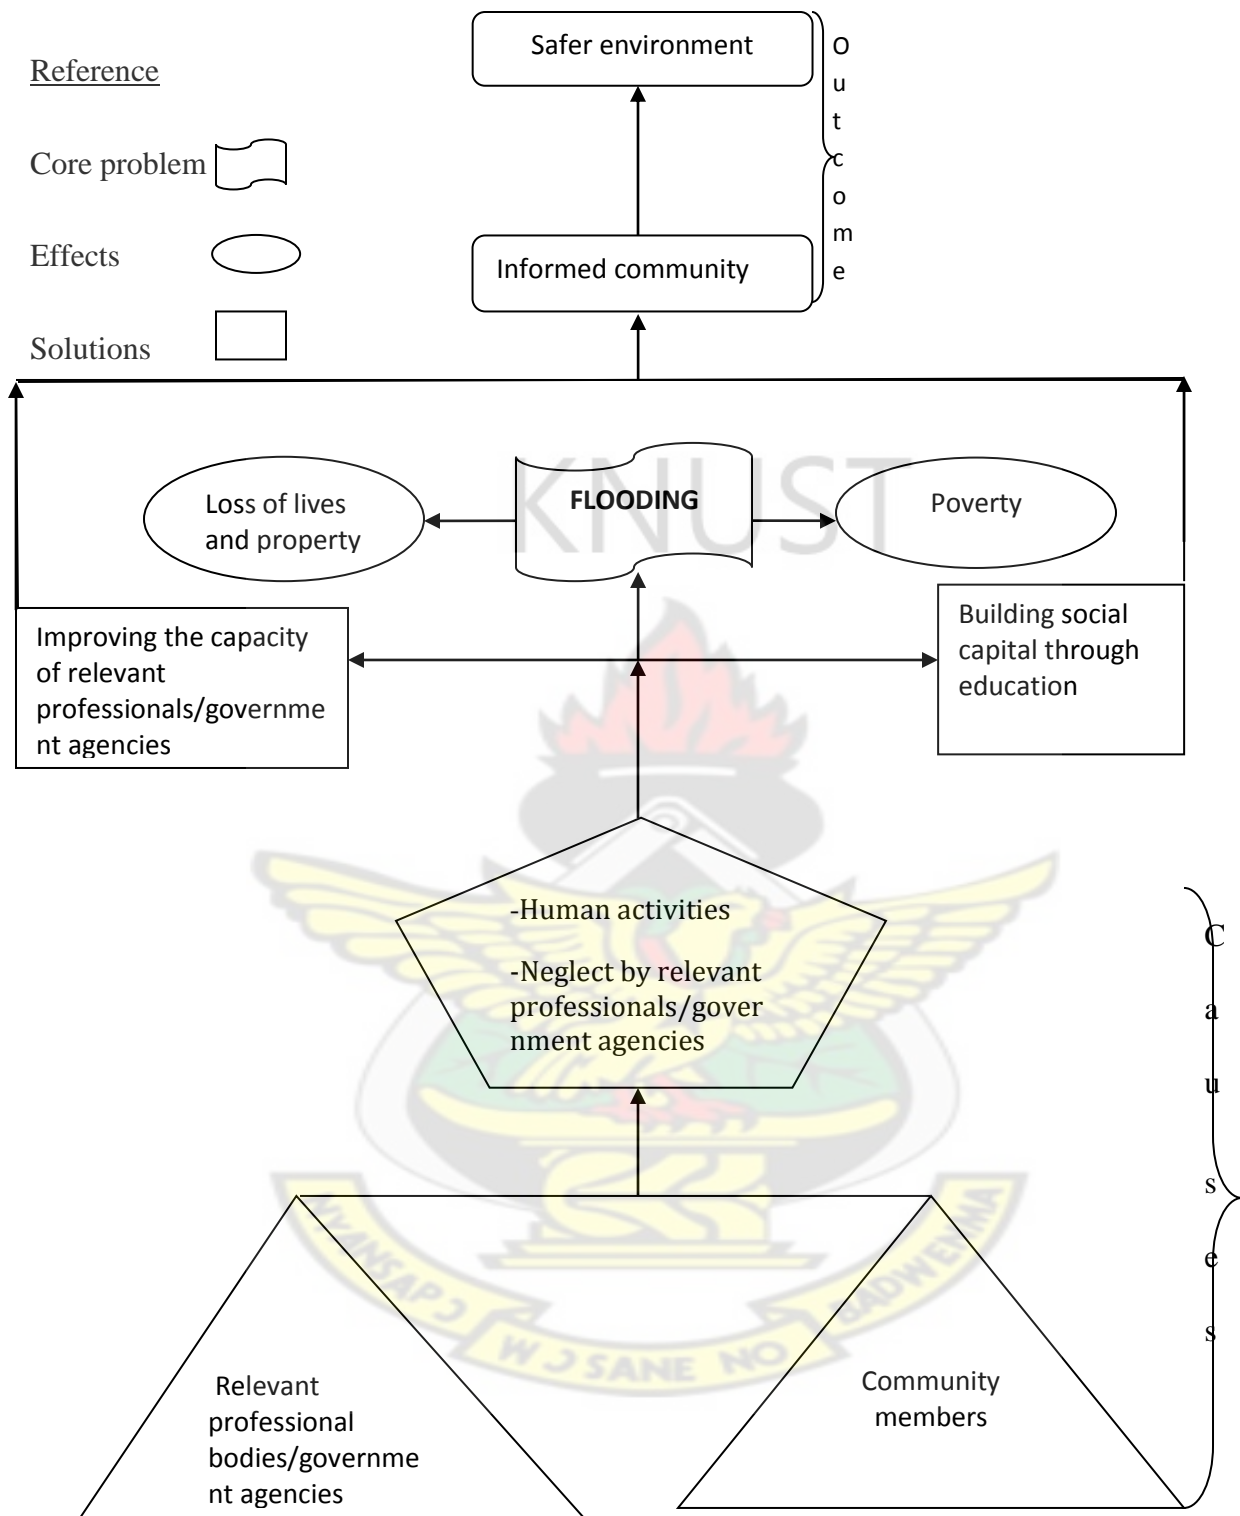 Safer environment
O
u
t
c
o
m
e
Reference
Core problem
Effects
Informed community
Solutions
KNUST
Loss of lives
and property
FLOODING
Poverty
Improving the capacity
of relevant
professionals/governme
nt agencies
Building social
capital through
education
-Human activities
-Neglect by relevant
professionals/gover
nment agencies
C
a
u
s
e
s
NYANSAPƆ
WƆ SANE NO
BADWENMA
Relevant
professional
bodies/governme
nt agencies
Community
members